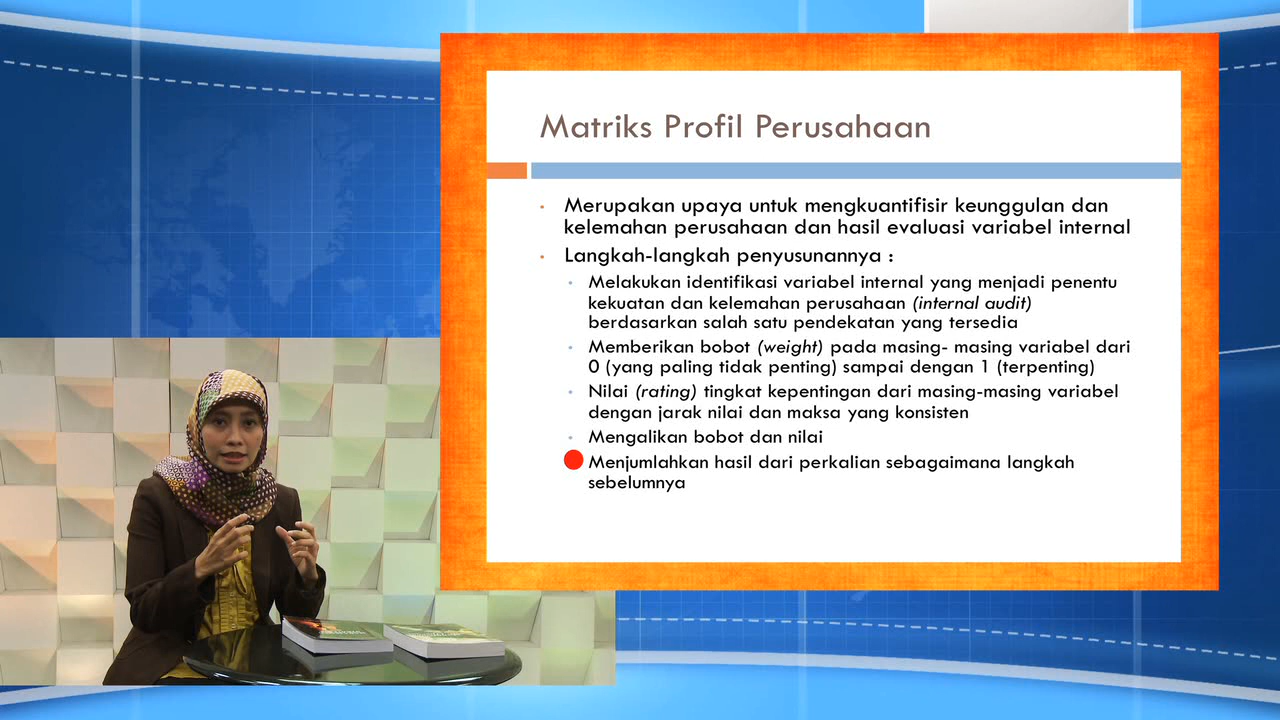 Matriks Profil Perusahaan
• Merupakan upaya untuk mengkuantifisir keunggulan dan
kelemahan perusahaan dan hasil evaluasi variabel internal
• Langkah-langkah penyusunannya :
• Melakukan identifikasi variabel internal yang menjadi penentu
kekuatan dan kelemahan perusahaan (internal audit)
berdasarkan salah satu pendekatan yang tersedia
• Memberikan bobot (weight) pada masing- masing variabel dari
0 (yang paling tidak penting) sampai dengan 1 (terpenting)
• Nilai (rating) tingkat kepentingan dari masing-masing variabel
dengan jarak nilai dan maksa yang konsisten
• Mengalikan bobot dan nilai
Menjumlahkan hasil dari perkalian sebagaimana langkah
sebelumnya